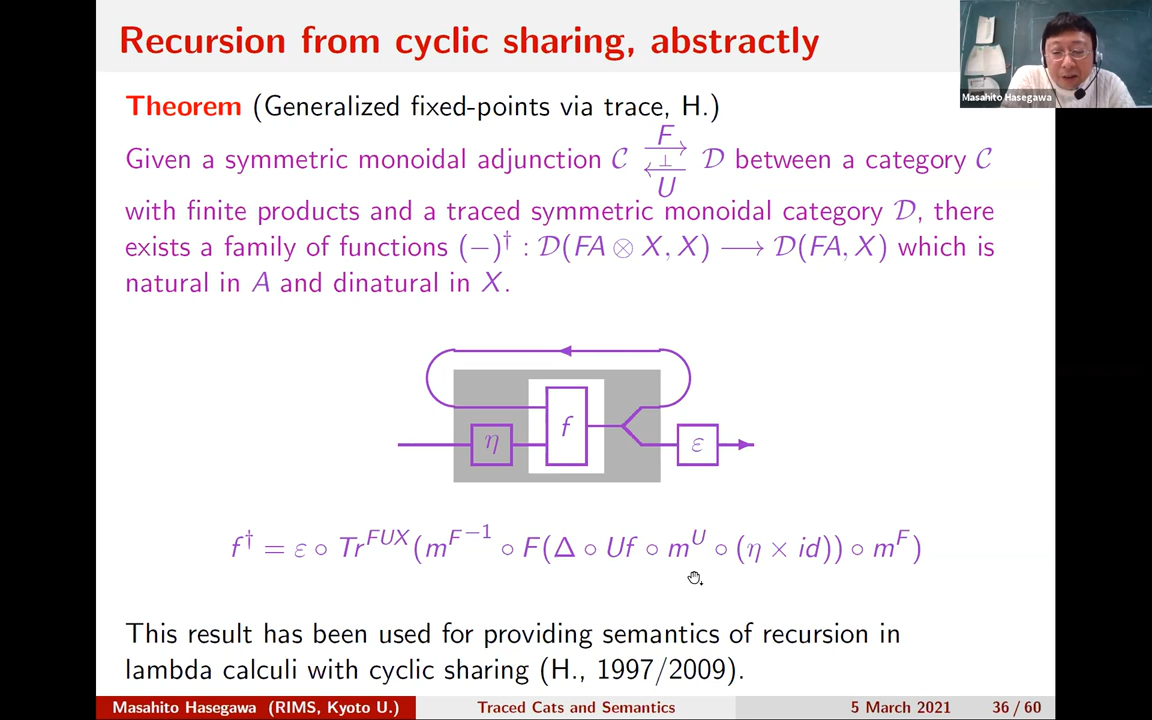 Recursion from cyclic sharing, abstractly
Masahito Hasegawa
Theorem (Generalized fixed-points via trace, H.)
Given a symmetric monoidal adjunction 𝒞 F ⇄ ⊥ U 𝒟 between a category 𝒞
with finite products and a traced symmetric monoidal category 𝒟, there
exists a family of functions (−)† : 𝒟(FA ⊗ X, X) ⟶ 𝒟(FA, X) which is
natural in A and dinatural in X.
f
η
ε
f† = ε ∘ Tr^{FUX}(m^{F^{-1}} ∘ F(Δ ∘ Uf ∘ m^U ∘ (η × id)) ∘ m^F)
This result has been used for providing semantics of recursion in
lambda calculi with cyclic sharing (H., 1997/2009).
Masahito Hasegawa (RIMS, Kyoto U.) Traced Cats and Semantics 5 March 2021 36 / 60